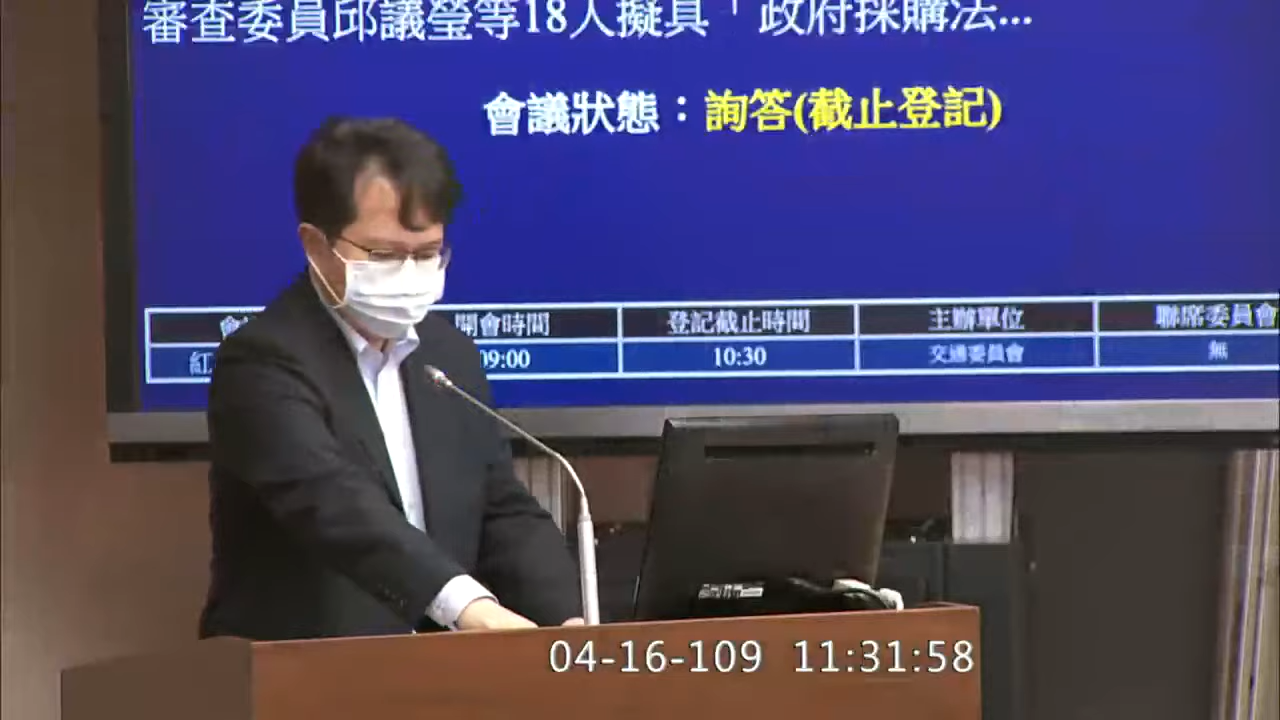 審查委員邱議瑩等18人擬具「政府採購法...
會議狀態：詢答(截止登記)
開會時間 登記截止時間 主辦單位 聯席委員會
紅 09:00 10:30 交通委員會 無
04-16-109 11:31:58